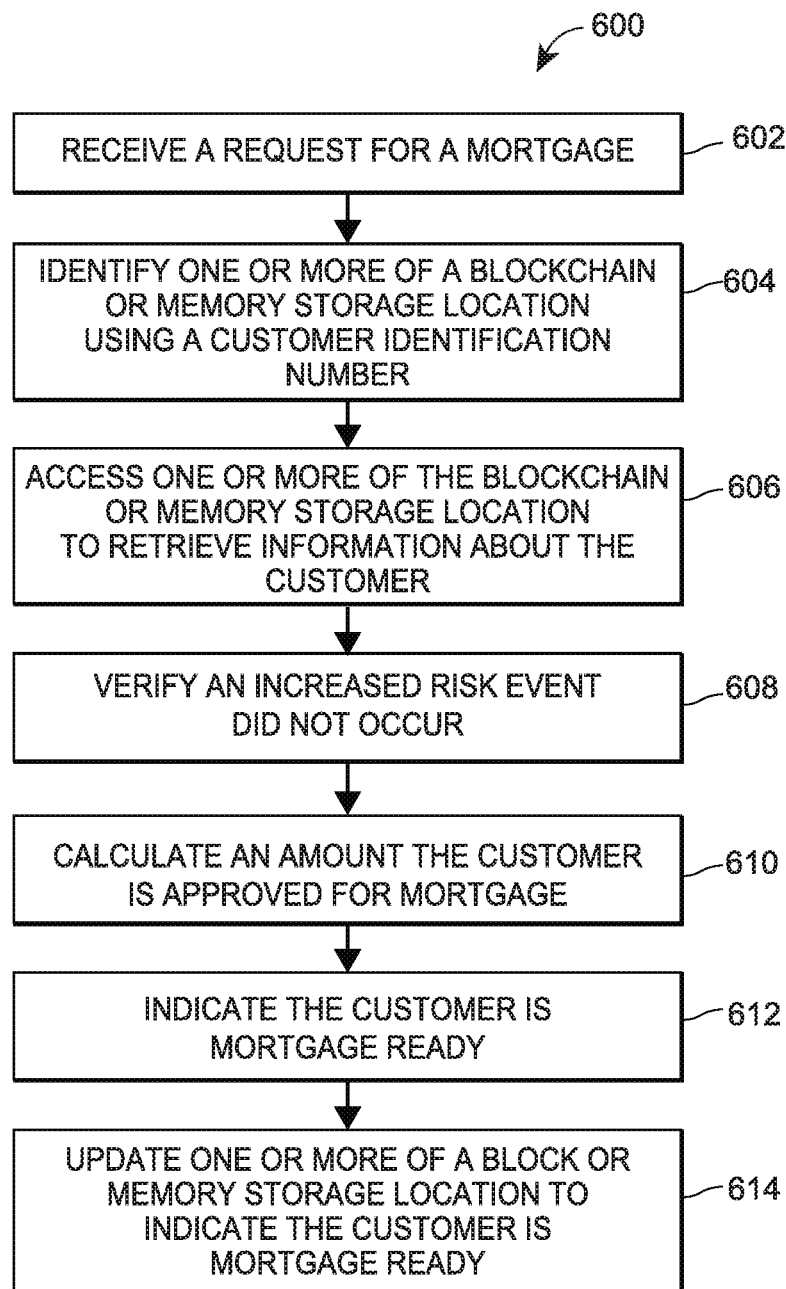 600
RECEIVE A REQUEST FOR A MORTGAGE
602
IDENTIFY ONE OR MORE OF A BLOCKCHAIN
OR MEMORY STORAGE LOCATION
USING A CUSTOMER IDENTIFICATION
NUMBER
604
ACCESS ONE OR MORE OF THE BLOCKCHAIN
OR MEMORY STORAGE LOCATION
TO RETRIEVE INFORMATION ABOUT THE
CUSTOMER
606
VERIFY AN INCREASED RISK EVENT
DID NOT OCCUR
608
CALCULATE AN AMOUNT THE CUSTOMER
IS APPROVED FOR MORTGAGE
610
INDICATE THE CUSTOMER IS
MORTGAGE READY
612
UPDATE ONE OR MORE OF A BLOCK OR
MEMORY STORAGE LOCATION TO
INDICATE THE CUSTOMER IS
MORTGAGE READY
614